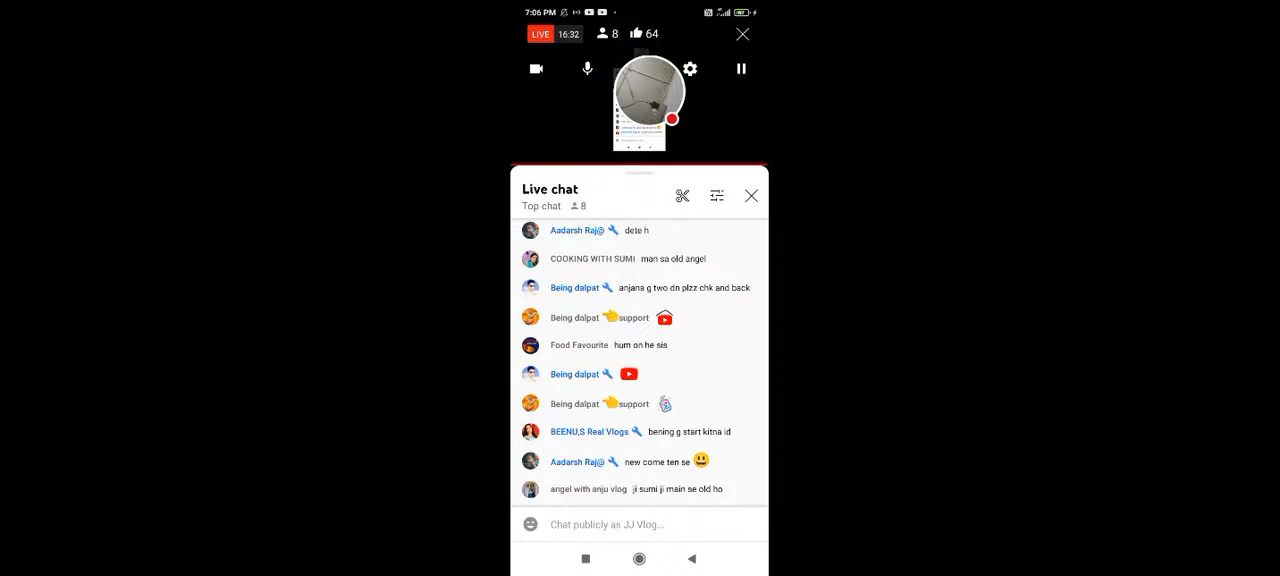 7:06 PM
LIVE 16:32 8 64
Live chat
Top chat 8
Aadarsh Raj@ dete h
COOKING WITH SUMI man sa old angel
Being dalpat anjana g two dn plzz chk and back
Being dalpat 👈support
Food Favourite hum on he sis
Being dalpat
Being dalpat 👈support
BEENU,S Real Vlogs bening g start kitna id
Aadarsh Raj@ new come ten se 😃
angel with anju vlog ji sumi ji main se old ho
Chat publicly as JJ Vlog...